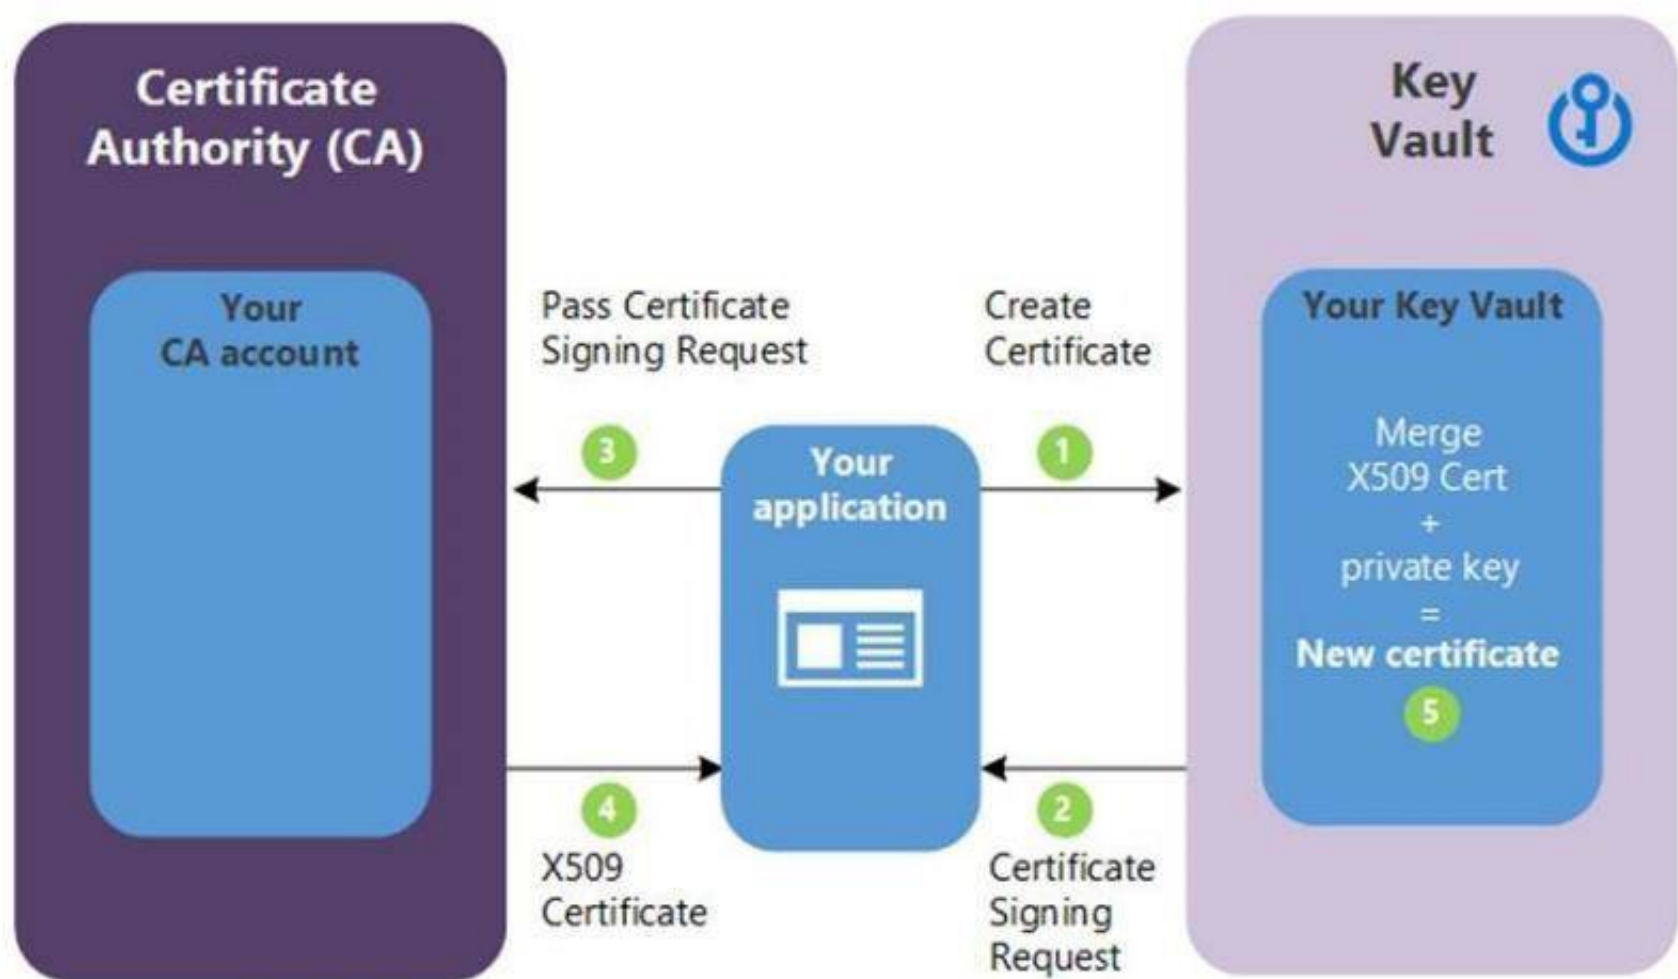 Certificate
Authority (CA)
Your
CA account
Pass Certificate
Signing Request
3
4
X509
Certificate
Your
application
Create
Certificate
1
2
Certificate
Signing
Request
Key
Vault
Your Key Vault
Merge
X509 Cert
+
private key
=
New certificate
5